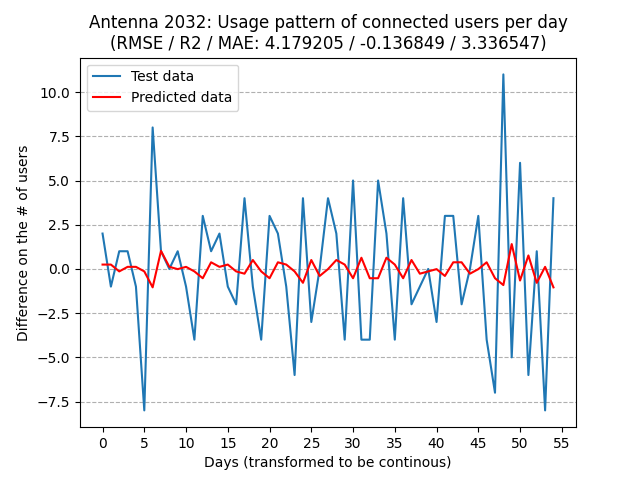 Antenna 2032: Usage pattern of connected users per day
(RMSE / R2 / MAE: 4.179205 / -0.136849 / 3.336547)
Test data
Predicted data
Difference on the # of users
10.0
7.5
5.0
2.5
0.0
−2.5
−5.0
−7.5
0 5 10 15 20 25 30 35 40 45 50 55
Days (transformed to be continous)